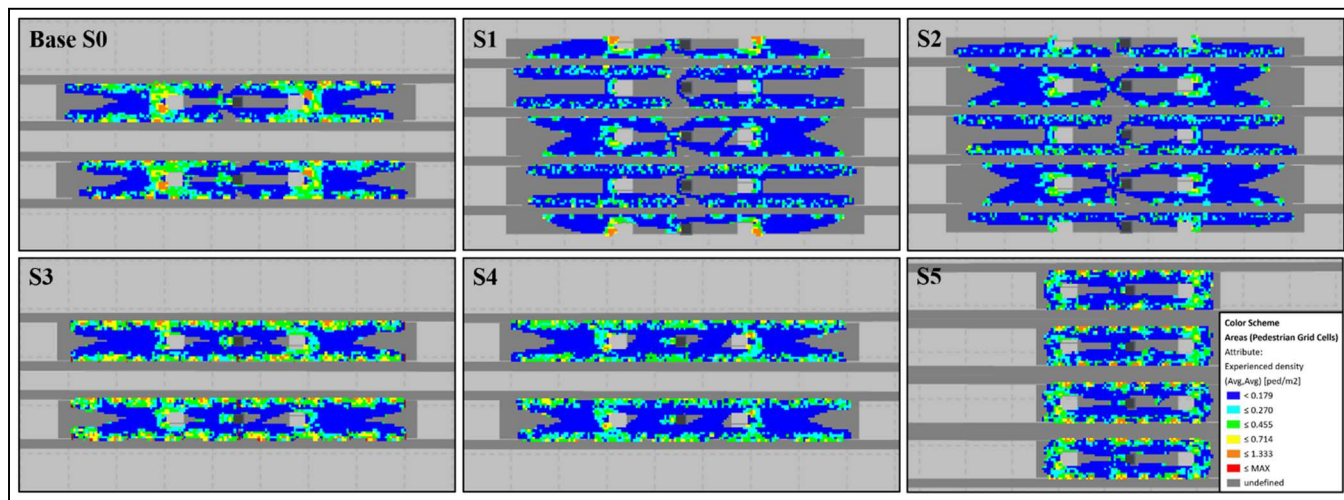 Base S0
S1
S2
S3
S4
S5
Color Scheme
Areas (Pedestrian Grid Cells)
Attribute:
Experienced density
(Avg,Avg) [ped/m2]
< 0.179
≤ 0.270
≤ 0.455
≤ 0.714
≤ 1.333
≤ MAX
undefined